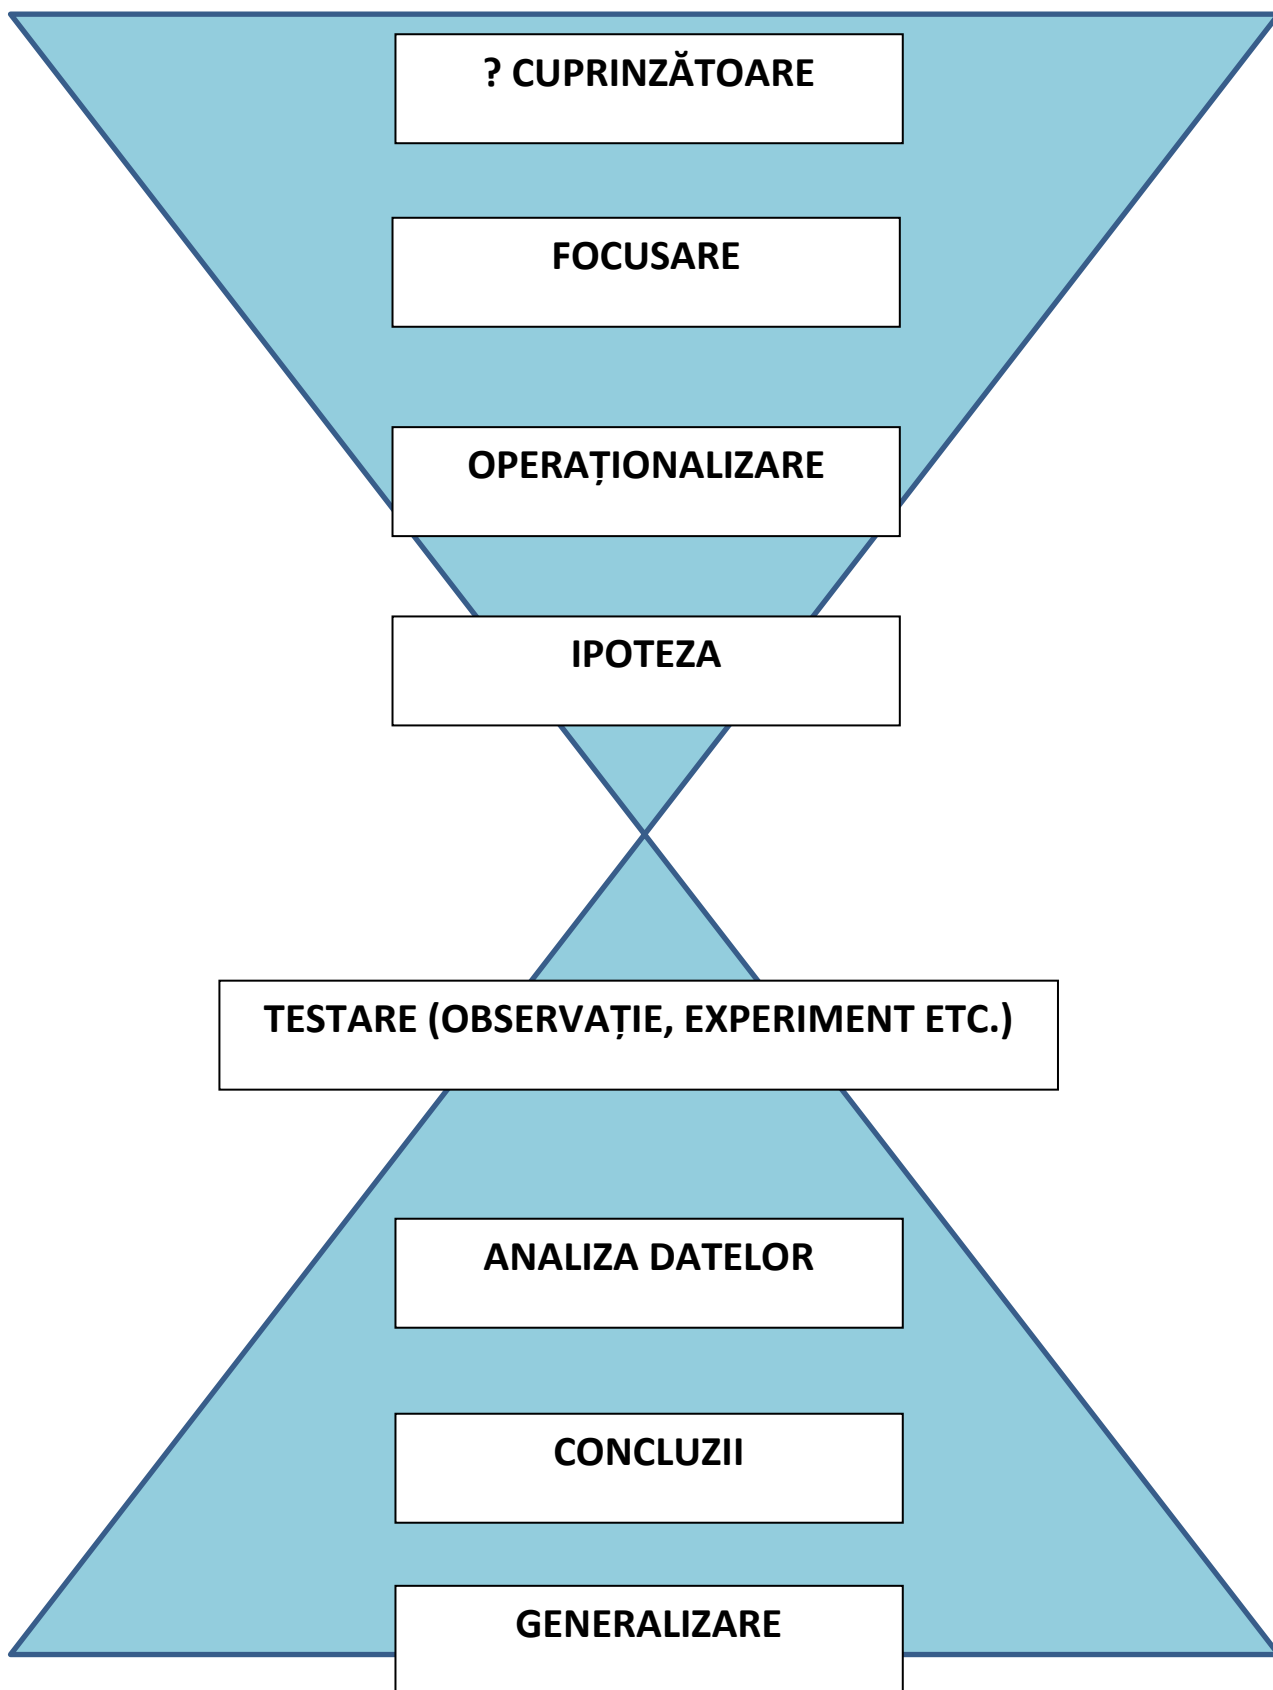 ? CUPRINZĂTOARE
FOCUSARE
OPERAȚIONALIZARE
IPOTEZA
TESTARE (OBSERVAȚIE, EXPERIMENT ETC.)
ANALIZA DATELOR
CONCLUZII
GENERALIZARE